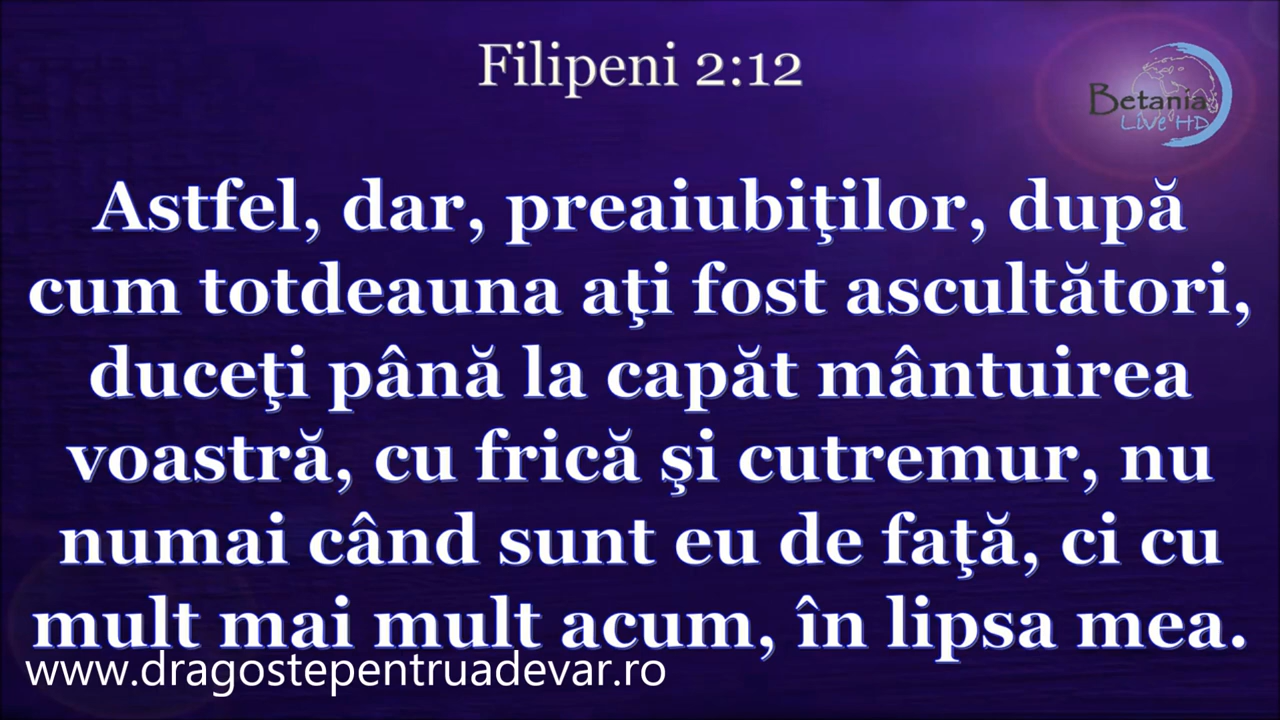 Filipeni 2:12
Betania
Live HD
Astfel, dar, preaiubiţilor, după
cum totdeauna aţi fost ascultători,
duceţi până la capăt mântuirea
voastră, cu frică şi cutremur, nu
numai când sunt eu de faţă, ci cu
mult mai mult acum, în lipsa mea.
www.dragostepentruadevar.ro